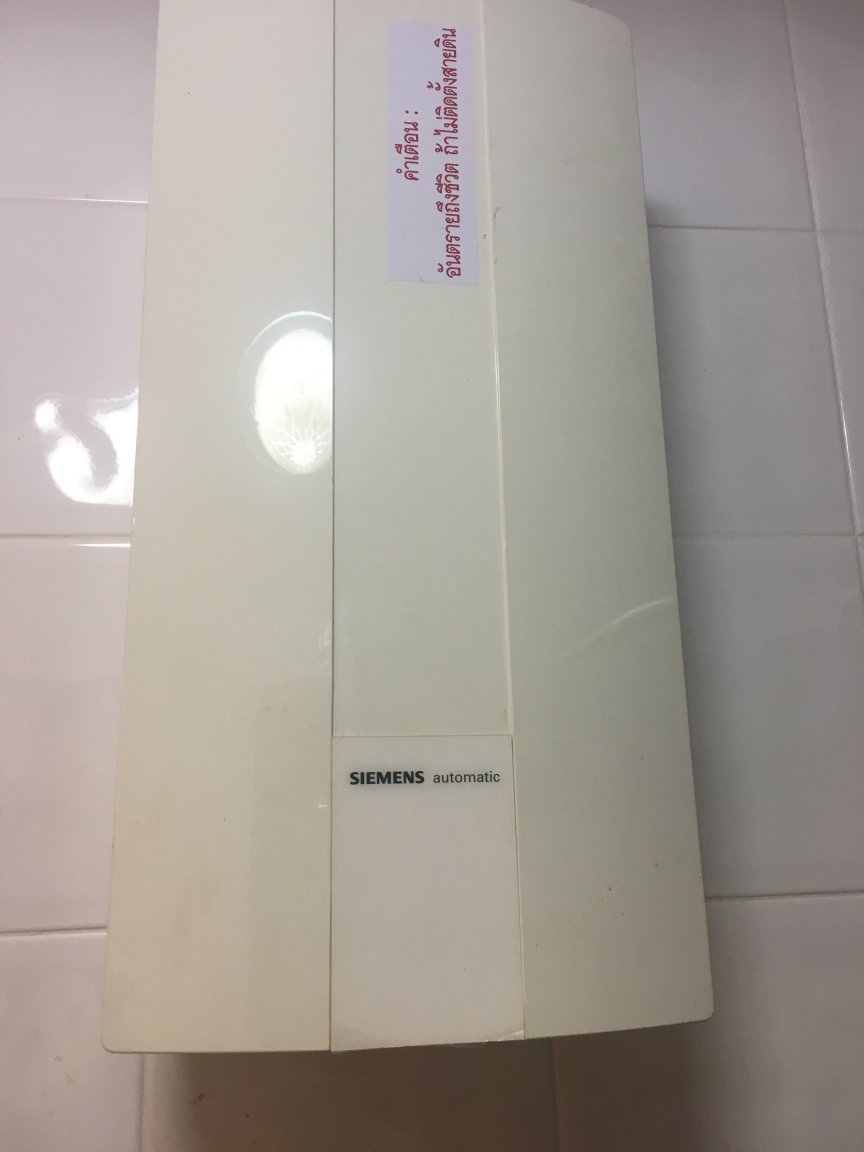 คำเตือน :
อันตรายถึงชีวิต ถ้าไม่ติดตั้งสายดิน
SIEMENS automatic